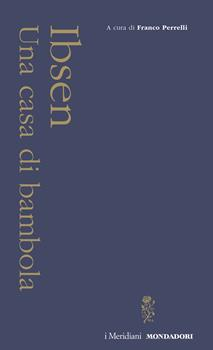 A cura di Franco Perrelli
Ibsen
Una casa di bambola
i Meridiani MONDADORI